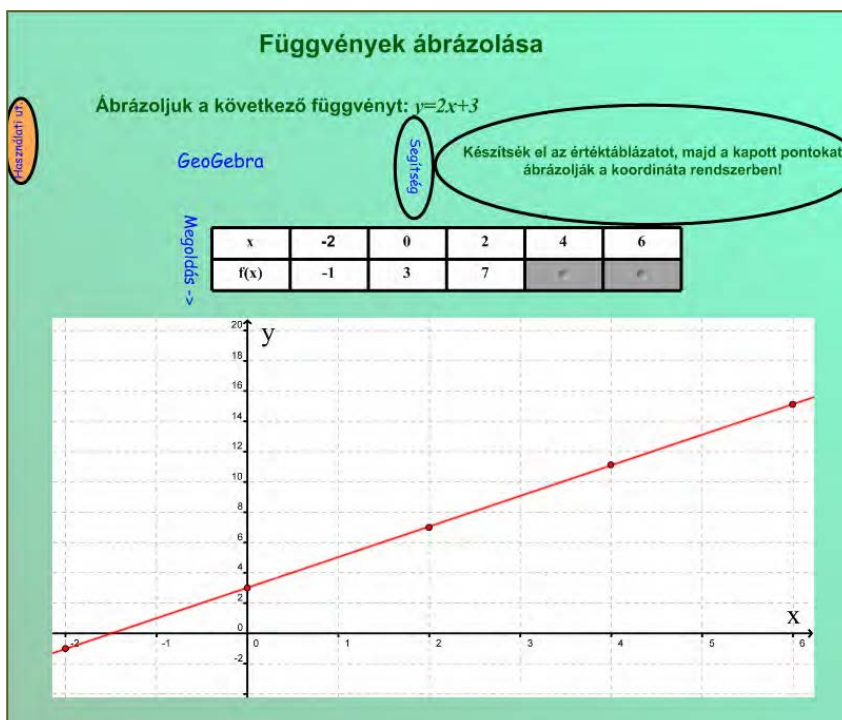 Függvények ábrázolása
Ábrázoljuk a következő függvényt: y=2x+3
Használati ut.
GeoGebra
Segítség
Készítsék el az értéktáblázatot, majd a kapott pontokat
ábrázolják a koordináta rendszerben!
Megoldás ->
x -2 0 2 4 6
f(x) -1 3 7
y
20
18
16
14
12
10
8
6
4
2
0
-2
x
-2 -1 0 1 2 3 4 5 6